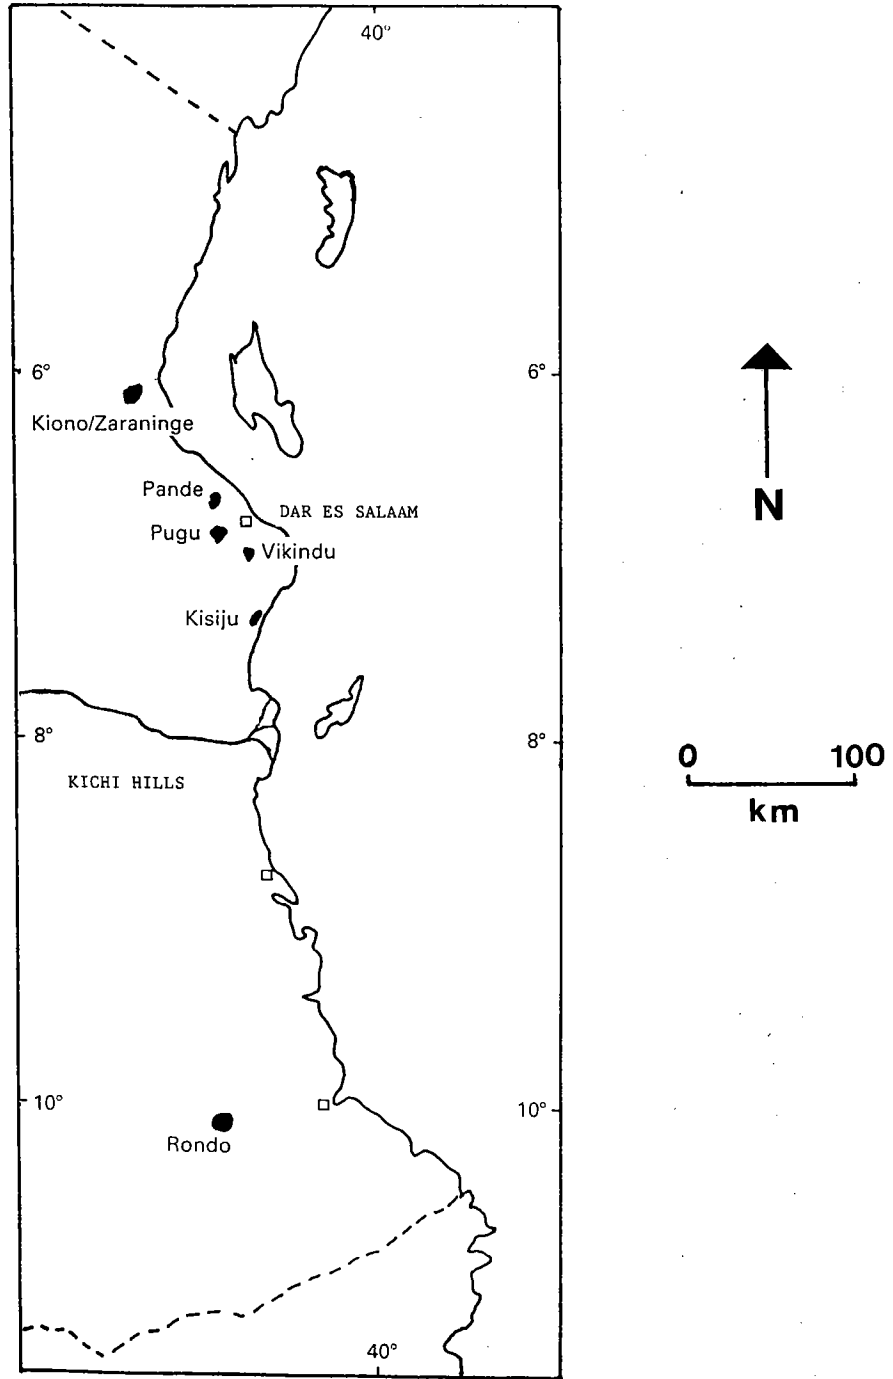 40°
6°
6°
Kiono/Zaraninge
Pande
DAR ES SALAAM
Pugu
Vikindu
Kisiju
N
8°
8°
0 100
km
KICHI HILLS
10°
10°
Rondo
40°